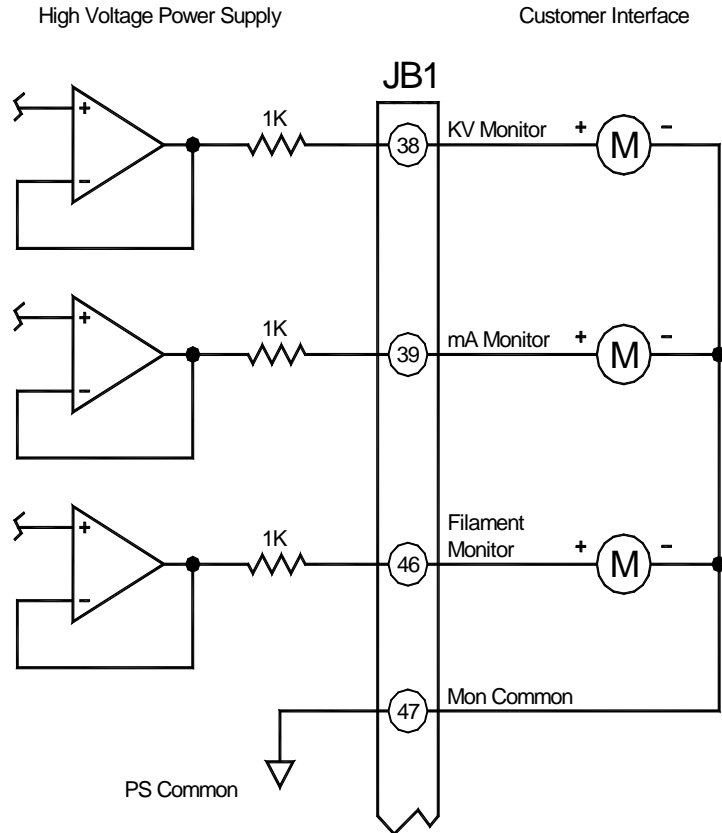 High Voltage Power Supply
Customer Interface
JB1
+
−
1K
38
KV Monitor
+
M
−
+
−
1K
39
mA Monitor
+
M
−
+
−
1K
46
Filament
Monitor
+
M
−
47
Mon Common
PS Common